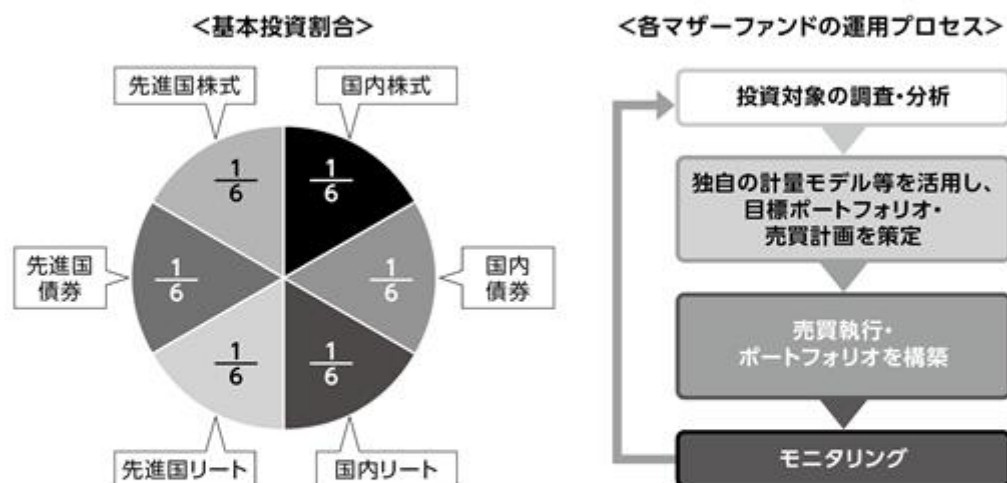 <基本投資割合>
先進国株式
国内株式
1
6
1
6
先進国
債券
1
6
1
6
国内
債券
1
6
1
6
先進国リート
国内リート
<各マザーファンドの運用プロセス>
投資対象の調査・分析
独自の計量モデル等を活用し、
目標ポートフォリオ・
売買計画を策定
売買執行・
ポートフォリオを構築
モニタリング